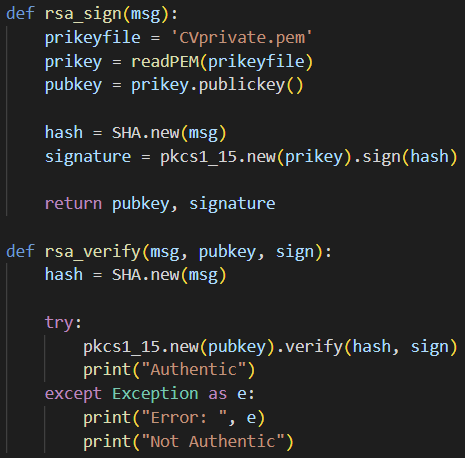 def rsa_sign(msg):
    prikeyfile = 'CVprivate.pem'
    prikey = readPEM(prikeyfile)
    pubkey = prikey.publickey()

    hash = SHA.new(msg)
    signature = pkcs1_15.new(prikey).sign(hash)

    return pubkey, signature

def rsa_verify(msg, pubkey, sign):
    hash = SHA.new(msg)

    try:
        pkcs1_15.new(pubkey).verify(hash, sign)
        print("Authentic")
    except Exception as e:
        print("Error: ", e)
        print("Not Authentic")